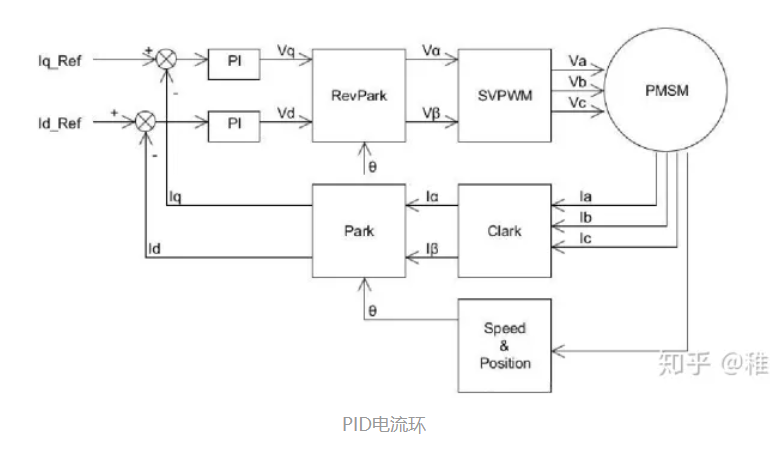 Iq_Ref
+
-
PI
Vq
RevPark
Vα
SVPWM
Va
Vb
Vc
PMSM
Id_Ref
+
-
PI
Vd
Vβ
θ
Iq
Park
Iα
Clark
Ia
Ib
Ic
Id
Iβ
θ
Speed
&
Position
知乎 @稚
PID电流环